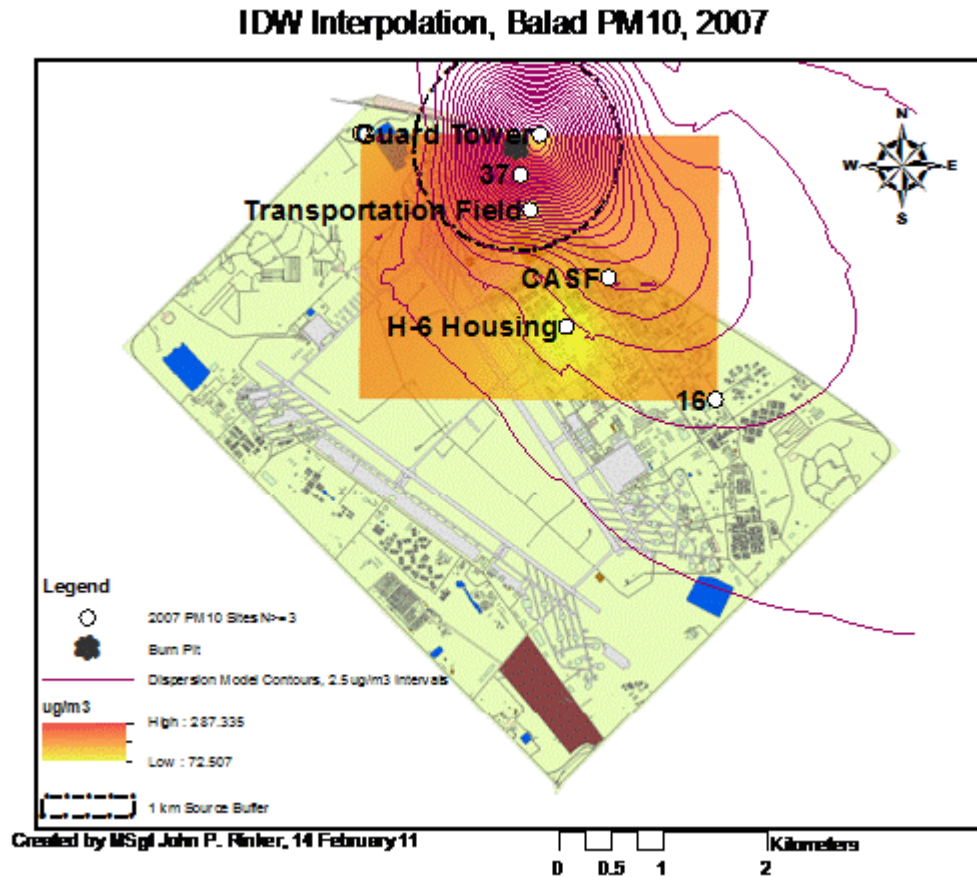 IDW Interpolation, Balad PM10, 2007
N
W E
S
Guard Tower
37
Transportation Field
CASF
H-6 Housing
16
Legend
2007 PM10 Sites N>=3
Burn Pit
Dispersion Model Contours, 2.5 ug/m3 Intervals
ug/m3
High : 287.335
Low : 72.507
1 km Source Buffer
Created by MSgt John P. Rinker, 14 February 11
Kilometers
0 0.5 1 2